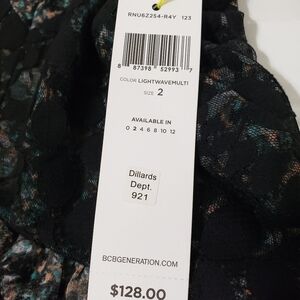 RNU6Z254-R4Y 123
8 87398 52993 7
COLOR LIGHTWAVEMULTI
SIZE 2
AVAILABLE IN
0 2 4 6 8 10 12
Dillards
Dept.
921
BCBGENERATION.COM
$128.00